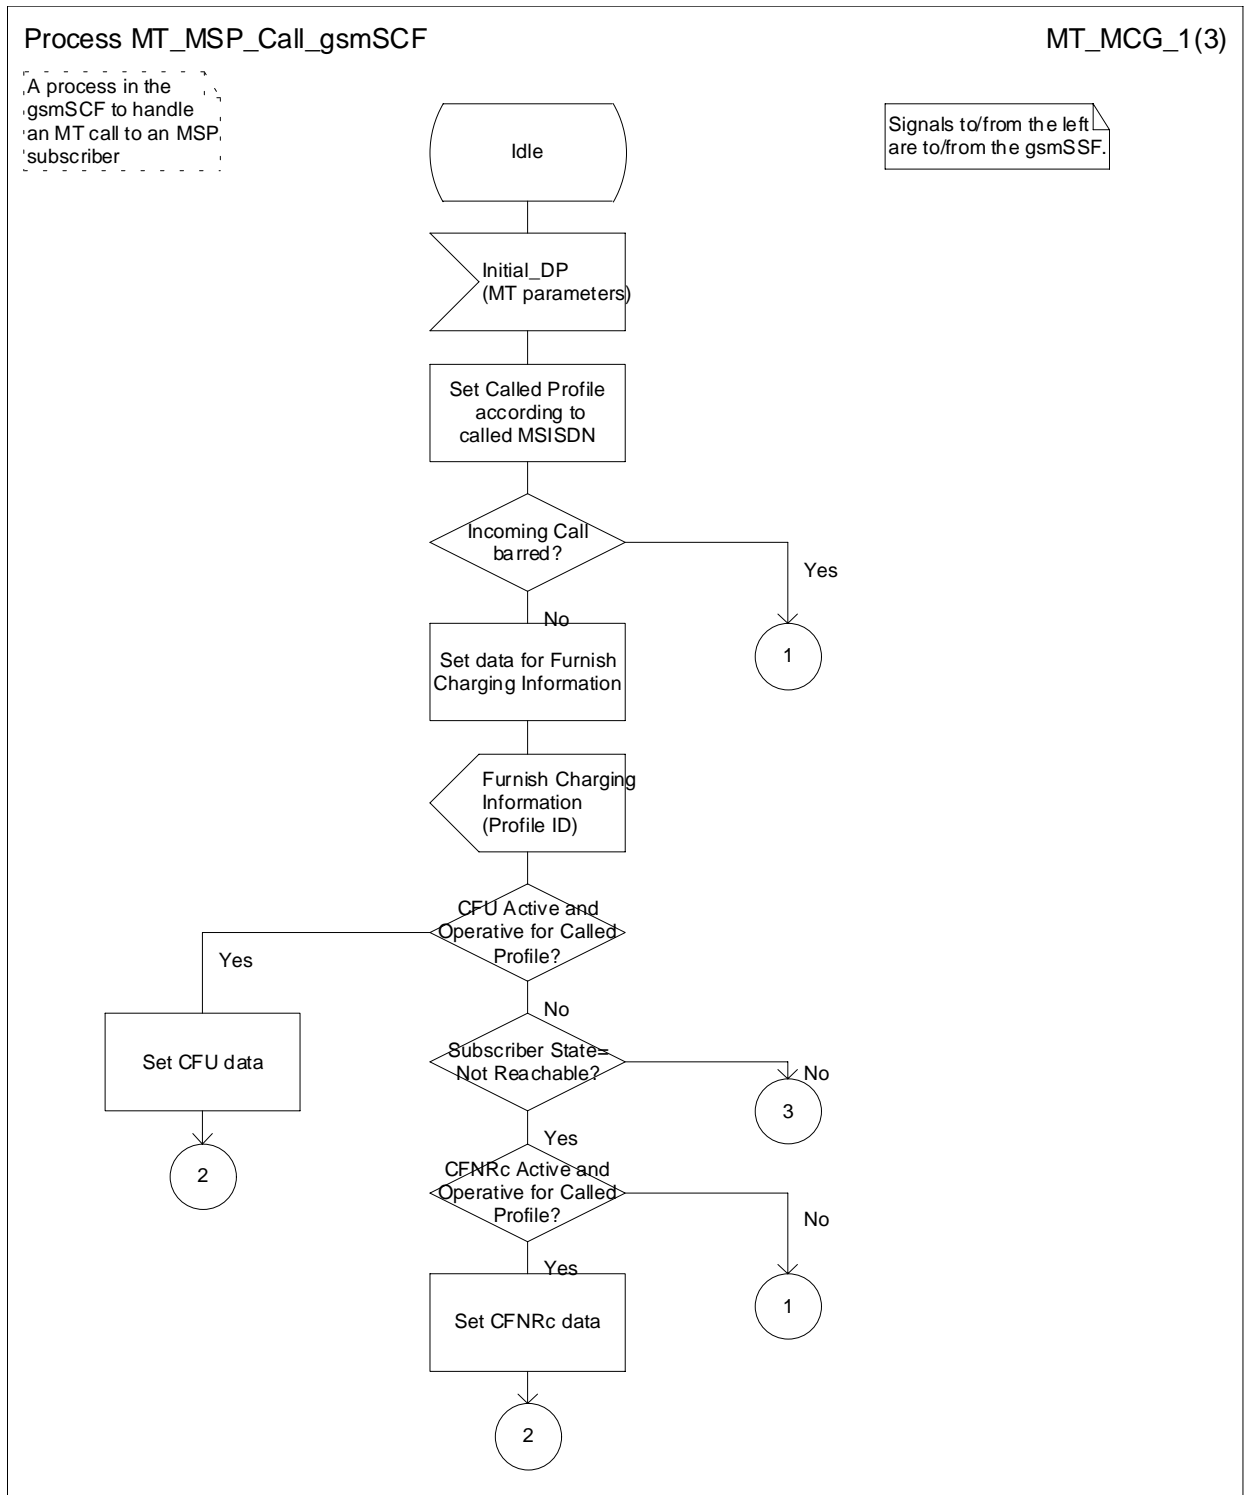 Process MT_MSP_Call_gsmSCF
MT_MCG_1(3)
A process in the
gsmSCF to handle
an MT call to an MSP
subscriber
Signals to/from the left
are to/from the gsmSSF.
Idle
Initial_DP
(MT parameters)
Set Called Profile
according to
called MSISDN
Incoming Call
barred?
Yes
No
1
Set data for Furnish
Charging Information
Furnish Charging
Information
(Profile ID)
CFU Active and
Operative for Called
Profile?
Yes
No
Set CFU data
Subscriber State=
Not Reachable?
No
3
Yes
2
CFNRc Active and
Operative for Called
Profile?
No
Yes
1
Set CFNRc data
2